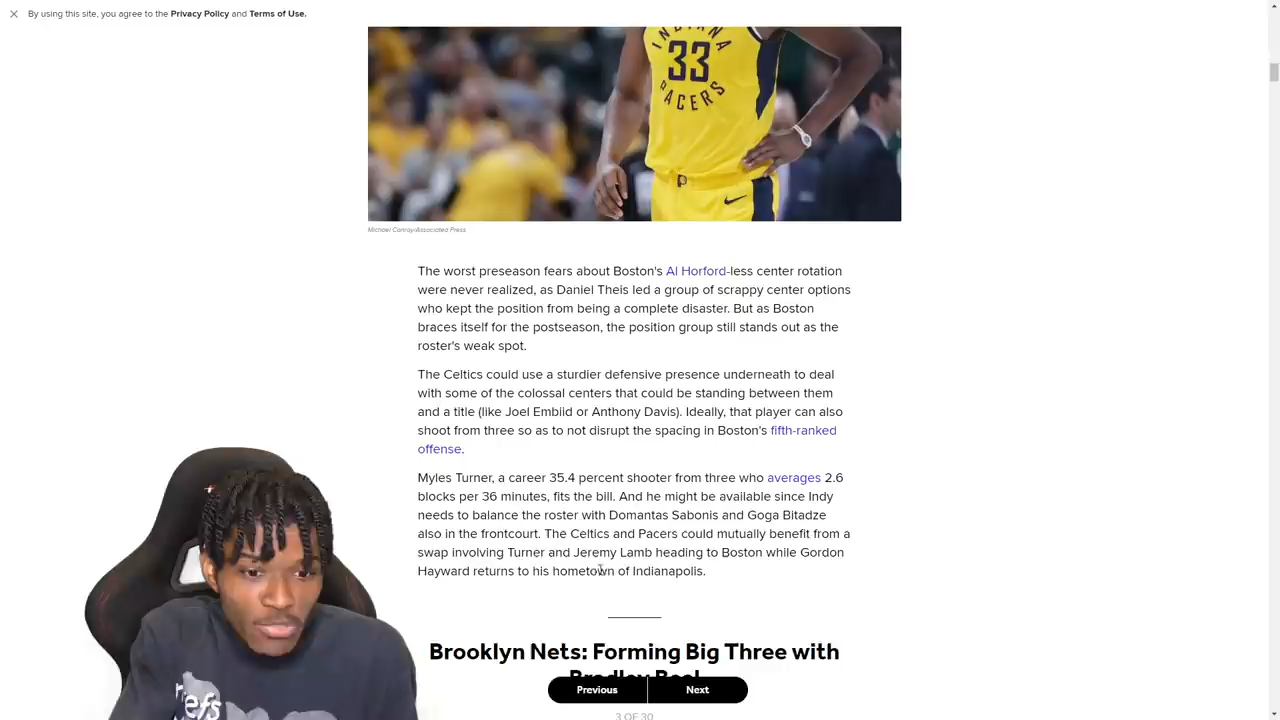 By using this site, you agree to the Privacy Policy and Terms of Use.
INDIANA
33
PACERS
Michael Conroy/Associated Press
The worst preseason fears about Boston's Al Horford-less center rotation
were never realized, as Daniel Theis led a group of scrappy center options
who kept the position from being a complete disaster. But as Boston
braces itself for the postseason, the position group still stands out as the
roster's weak spot.
The Celtics could use a sturdier defensive presence underneath to deal
with some of the colossal centers that could be standing between them
and a title (like Joel Embiid or Anthony Davis). Ideally, that player can also
shoot from three so as to not disrupt the spacing in Boston's fifth-ranked
offense.
Myles Turner, a career 35.4 percent shooter from three who averages 2.6
blocks per 36 minutes, fits the bill. And he might be available since Indy
needs to balance the roster with Domantas Sabonis and Goga Bitadze
also in the frontcourt. The Celtics and Pacers could mutually benefit from a
swap involving Turner and Jeremy Lamb heading to Boston while Gordon
Hayward returns to his hometown of Indianapolis.
Brooklyn Nets: Forming Big Three with
Bradley Beal
Previous
Next
3 OF 30